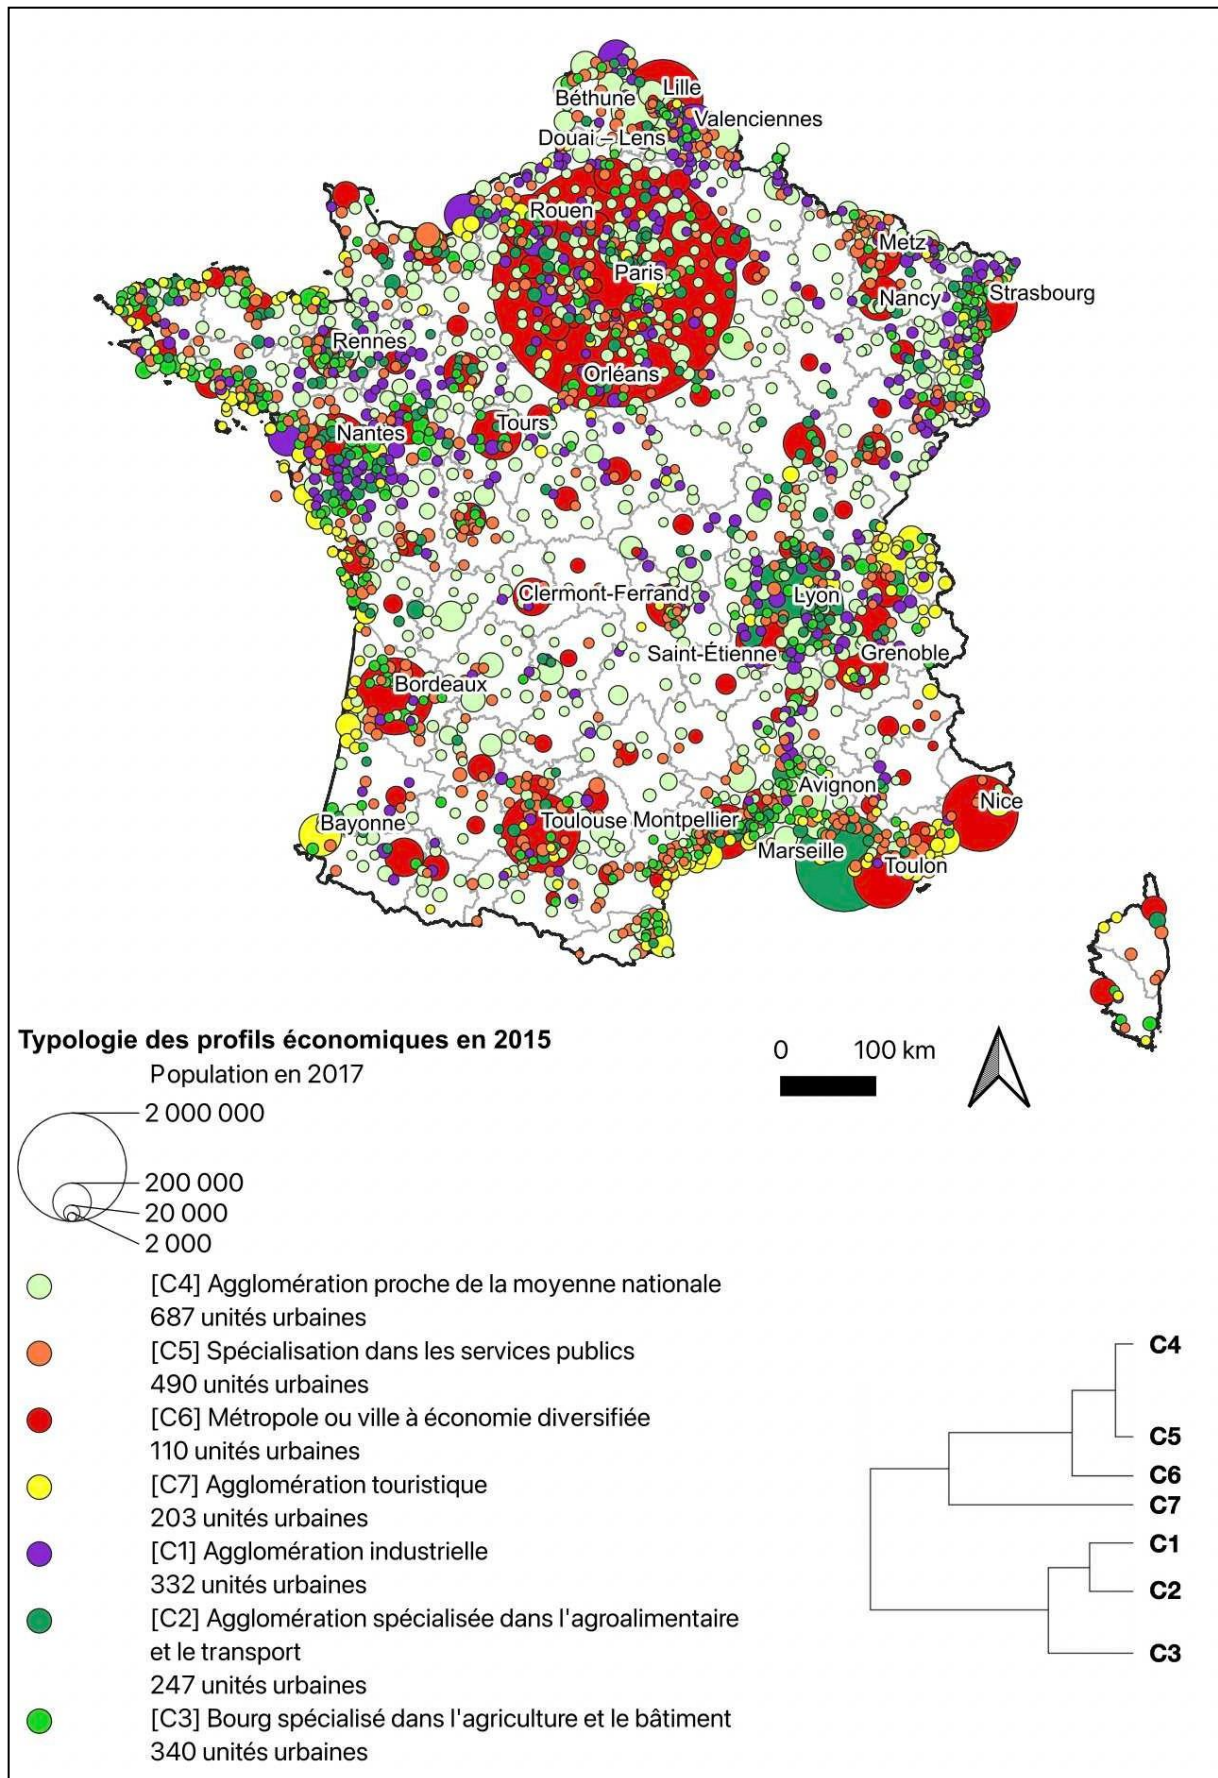 Lille
Béthune
Valenciennes
Douai – Lens
Rouen
Metz
Paris
Nancy
Strasbourg
Rennes
Orléans
Nantes
Tours
Clermont-Ferrand
Lyon
Saint-Étienne
Grenoble
Bordeaux
Avignon
Nice
Bayonne
Toulouse
Montpellier
Marseille
Toulon
Typologie des profils économiques en 2015
0 100 km
Population en 2017
2 000 000
200 000
20 000
2 000
[C4] Agglomération proche de la moyenne nationale
687 unités urbaines
[C5] Spécialisation dans les services publics
490 unités urbaines
[C6] Métropole ou ville à économie diversifiée
110 unités urbaines
[C7] Agglomération touristique
203 unités urbaines
[C1] Agglomération industrielle
332 unités urbaines
[C2] Agglomération spécialisée dans l'agroalimentaire
et le transport
247 unités urbaines
[C3] Bourg spécialisé dans l'agriculture et le bâtiment
340 unités urbaines
C4
C5
C6
C7
C1
C2
C3